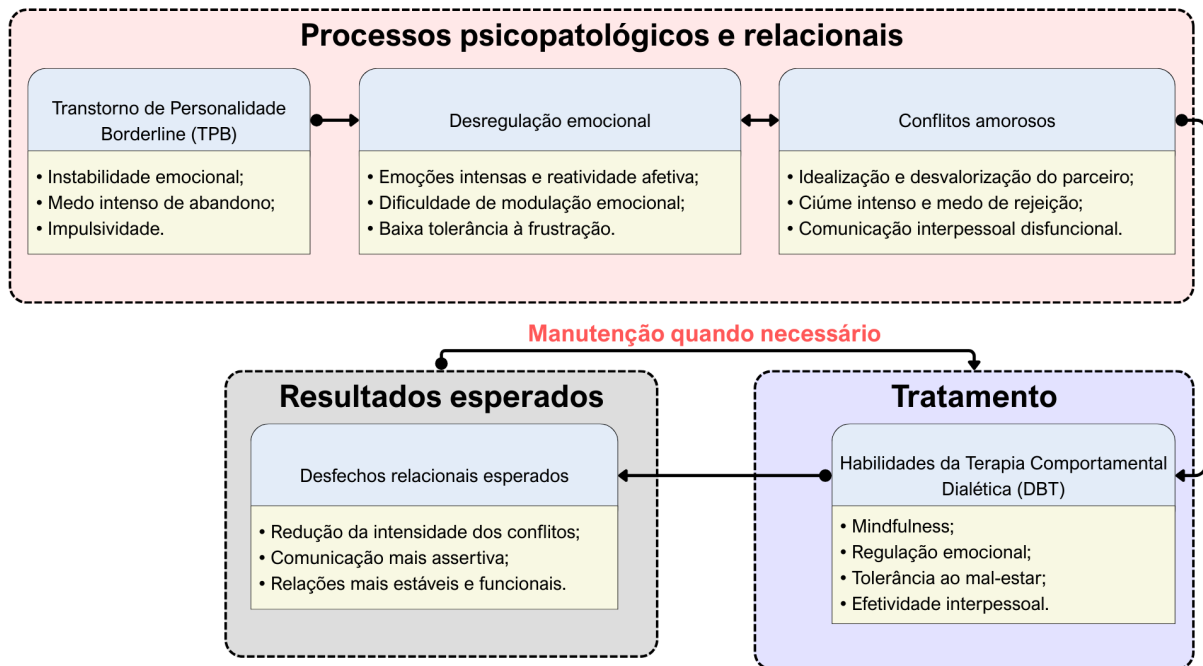 Processos psicopatológicos e relacionais
Transtorno de Personalidade
Borderline (TPB)
• Instabilidade emocional;
• Medo intenso de abandono;
• Impulsividade.
Desregulação emocional
• Emoções intensas e reatividade afetiva;
• Dificuldade de modulação emocional;
• Baixa tolerância à frustração.
Conflitos amorosos
• Idealização e desvalorização do parceiro;
• Ciúme intenso e medo de rejeição;
• Comunicação interpessoal disfuncional.
Manutenção quando necessário
Resultados esperados
Desfechos relacionais esperados
• Redução da intensidade dos conflitos;
• Comunicação mais assertiva;
• Relações mais estáveis e funcionais.
Tratamento
Habilidades da Terapia Comportamental
Dialética (DBT)
• Mindfulness;
• Regulação emocional;
• Tolerância ao mal-estar;
• Efetividade interpessoal.